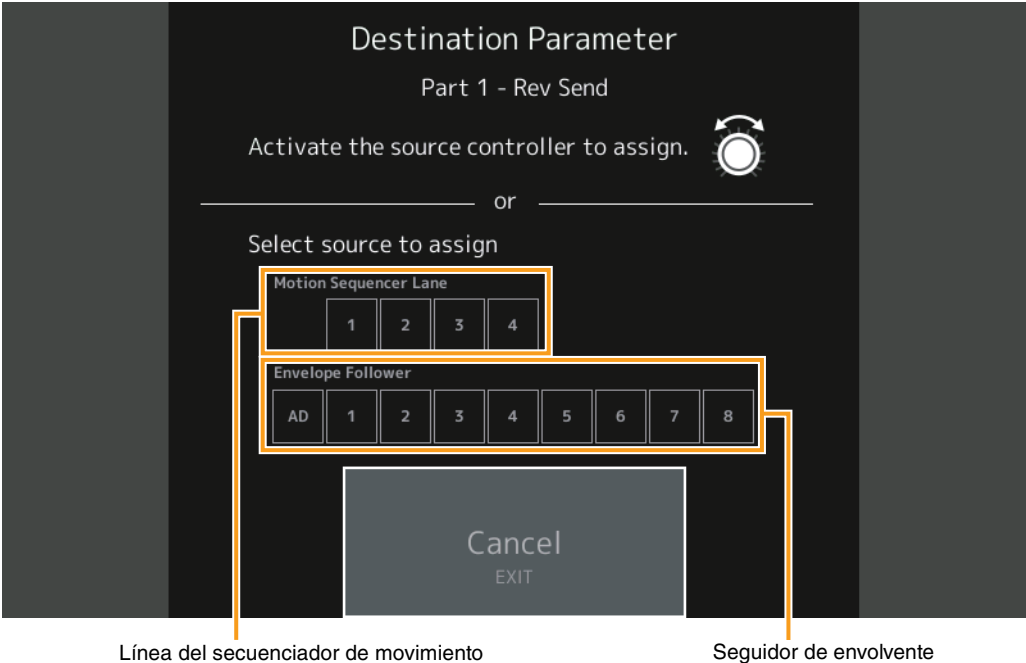 Destination Parameter
Part 1 - Rev Send
Activate the source controller to assign.
or
Select source to assign
Motion Sequencer Lane
1 2 3 4
Envelope Follower
AD 1 2 3 4 5 6 7 8
Cancel
EXIT
Línea del secuenciador de movimiento
Seguidor de envolvente